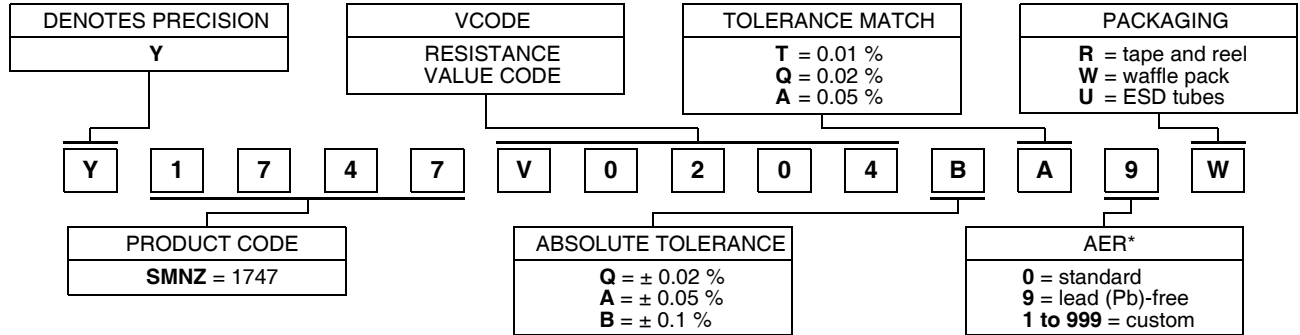 DENOTES PRECISION
Y
VCODE
RESISTANCE
VALUE CODE
TOLERANCE MATCH
T = 0.01 %
Q = 0.02 %
A = 0.05 %
PACKAGING
R = tape and reel
W = waffle pack
U = ESD tubes
Y 1 7 4 7 V 0 2 0 4 B A 9 W
PRODUCT CODE
SMNZ = 1747
ABSOLUTE TOLERANCE
Q = ± 0.02 %
A = ± 0.05 %
B = ± 0.1 %
AER*
0 = standard
9 = lead (Pb)-free
1 to 999 = custom